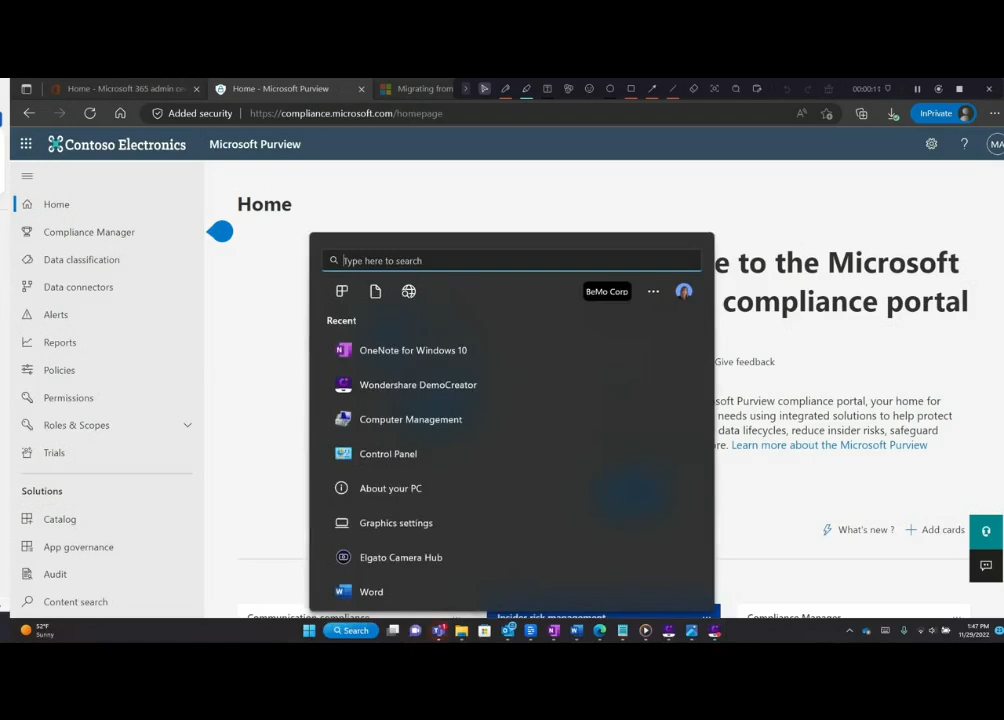 Home - Microsoft 365 admin ce
Home - Microsoft Purview
Migrating from
00:00:11
Added security
https://compliance.microsoft.com/homepage
InPrivate
Contoso Electronics
Microsoft Purview
MA
Home
Compliance Manager
Data classification
Data connectors
Alerts
Reports
Policies
Permissions
Roles & Scopes
Trials
Solutions
Catalog
App governance
Audit
Content search
Home
e to the Microsoft
compliance portal
Give feedback
soft Purview compliance portal, your home for
needs using integrated solutions to help protect
data lifecycles, reduce insider risks, safeguard
re. Learn more about the Microsoft Purview
What's new ?
Add cards
Type here to search
BeMo Corp
Recent
OneNote for Windows 10
Wondershare DemoCreator
Computer Management
Control Panel
About your PC
Graphics settings
Elgato Camera Hub
Word
Communication compliance
Insider risk management
Compliance Manager
52°F
Sunny
Search
1:47 PM
11/29/2022